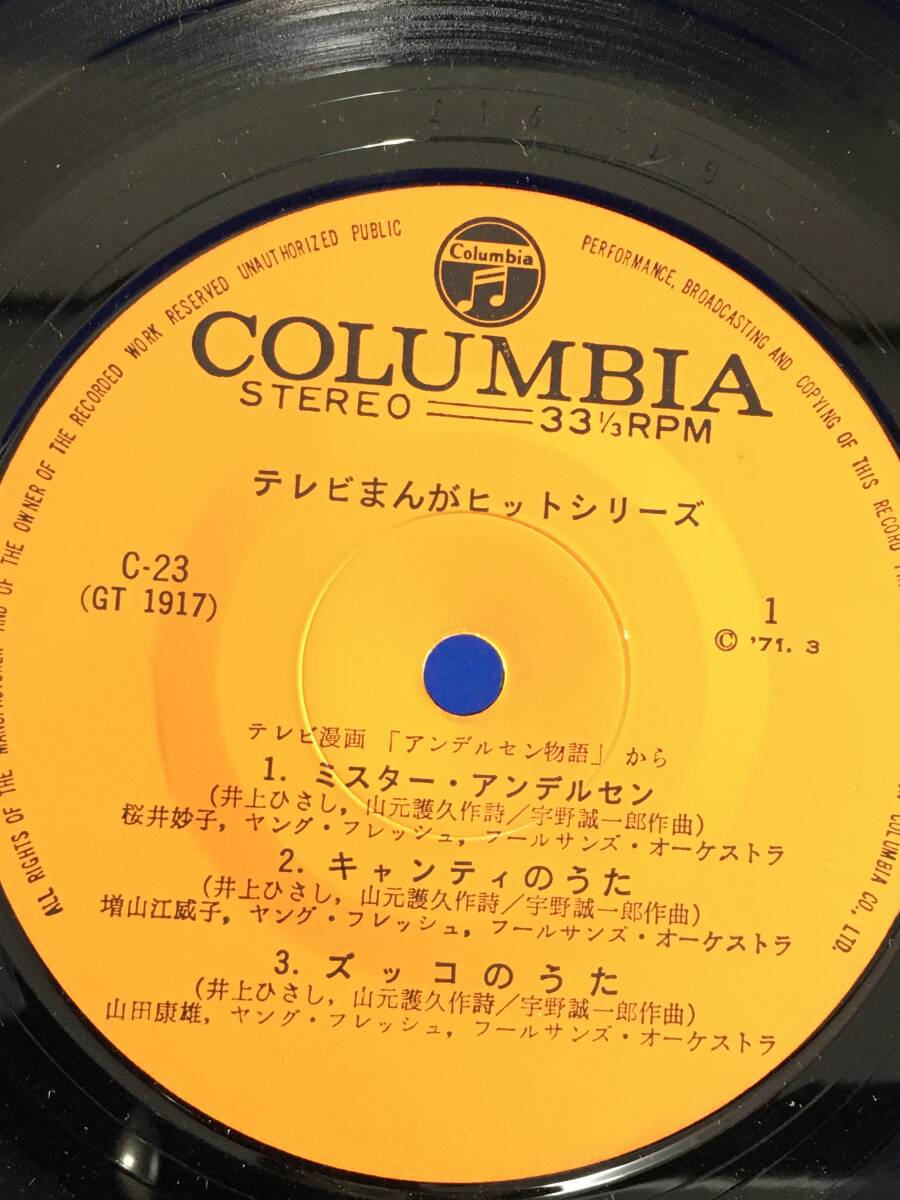 ALL RIGHTS OF THE MANUFACTURER AND OF THE OWNER OF THE RECORDED WORK RESERVED UNAUTHORIZED PUBLIC PERFORMANCE, BROADCASTING AND COPYING OF THIS RECORD
COLUMBIA CO., LTD.
Columbia
COLUMBIA
STEREO 33 1/3 RPM
テレビまんがヒットシリーズ
C-23
(GT 1917)
1
© '71. 3
テレビ漫画 「アンデルセン物語」 から
1. ミスター・アンデルセン
(井上ひさし, 山元護久作詩/宇野誠一郎作曲)
桜井妙子, ヤング・フレッシュ, フールサンズ・オーケストラ
2. キャンティのうた
(井上ひさし, 山元護久作詩/宇野誠一郎作曲)
増山江威子, ヤング・フレッシュ, フールサンズ・オーケストラ
3. ズッコのうた
(井上ひさし, 山元護久作詩/宇野誠一郎作曲)
山田康雄, ヤング・フレッシュ, フールサンズ・オーケストラ